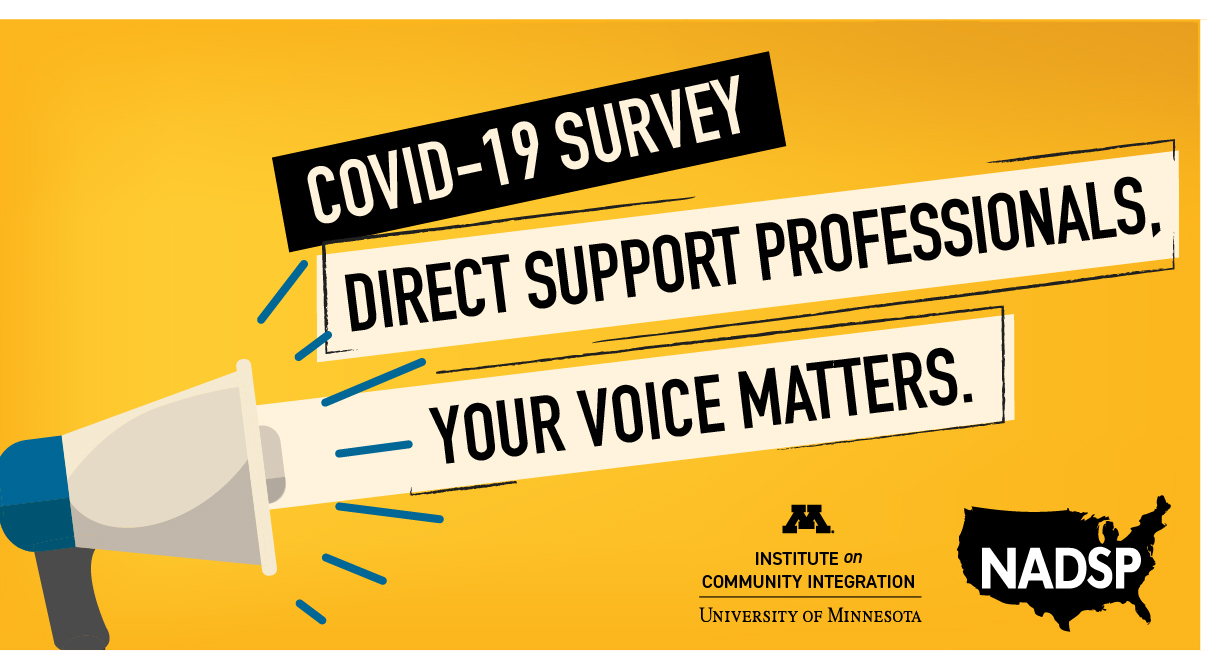 COVID-19 SURVEY
DIRECT SUPPORT PROFESSIONALS,
YOUR VOICE MATTERS.
M
INSTITUTE on
COMMUNITY INTEGRATION
UNIVERSITY OF MINNESOTA
NADSP